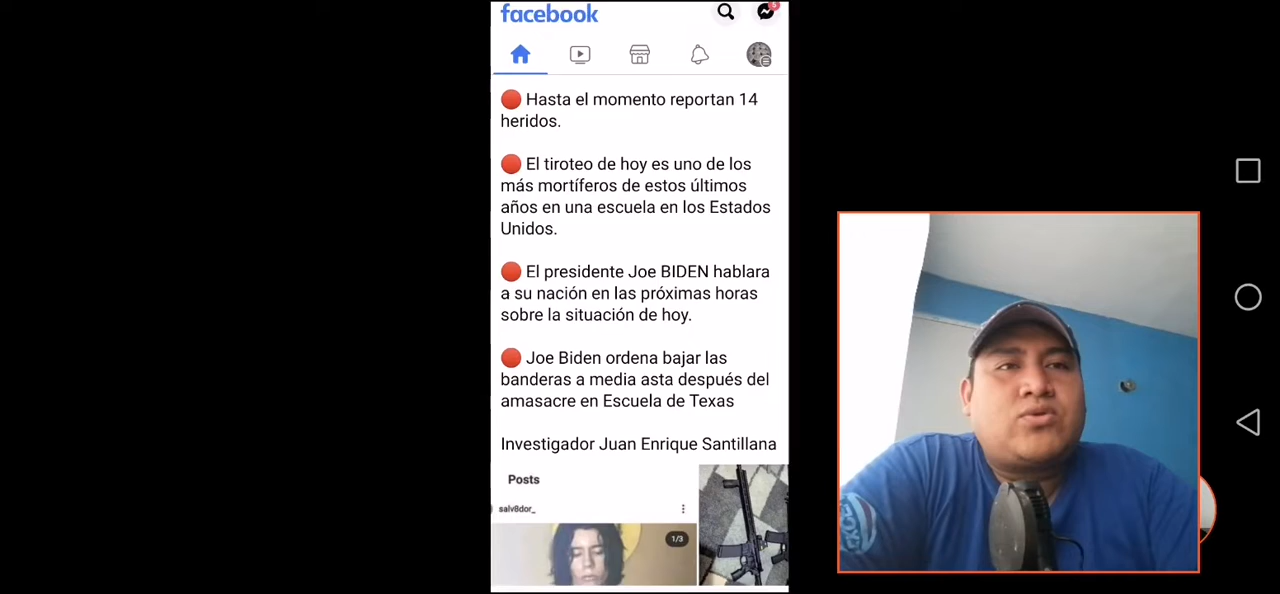 facebook
5
🔴 Hasta el momento reportan 14
heridos.
🔴 El tiroteo de hoy es uno de los
más mortíferos de estos últimos
años en una escuela en los Estados
Unidos.
🔴 El presidente Joe BIDEN hablara
a su nación en las próximas horas
sobre la situación de hoy.
🔴 Joe Biden ordena bajar las
banderas a media asta después del
amasacre en Escuela de Texas
Investigador Juan Enrique Santillana
Posts
salv8dor_
1/3